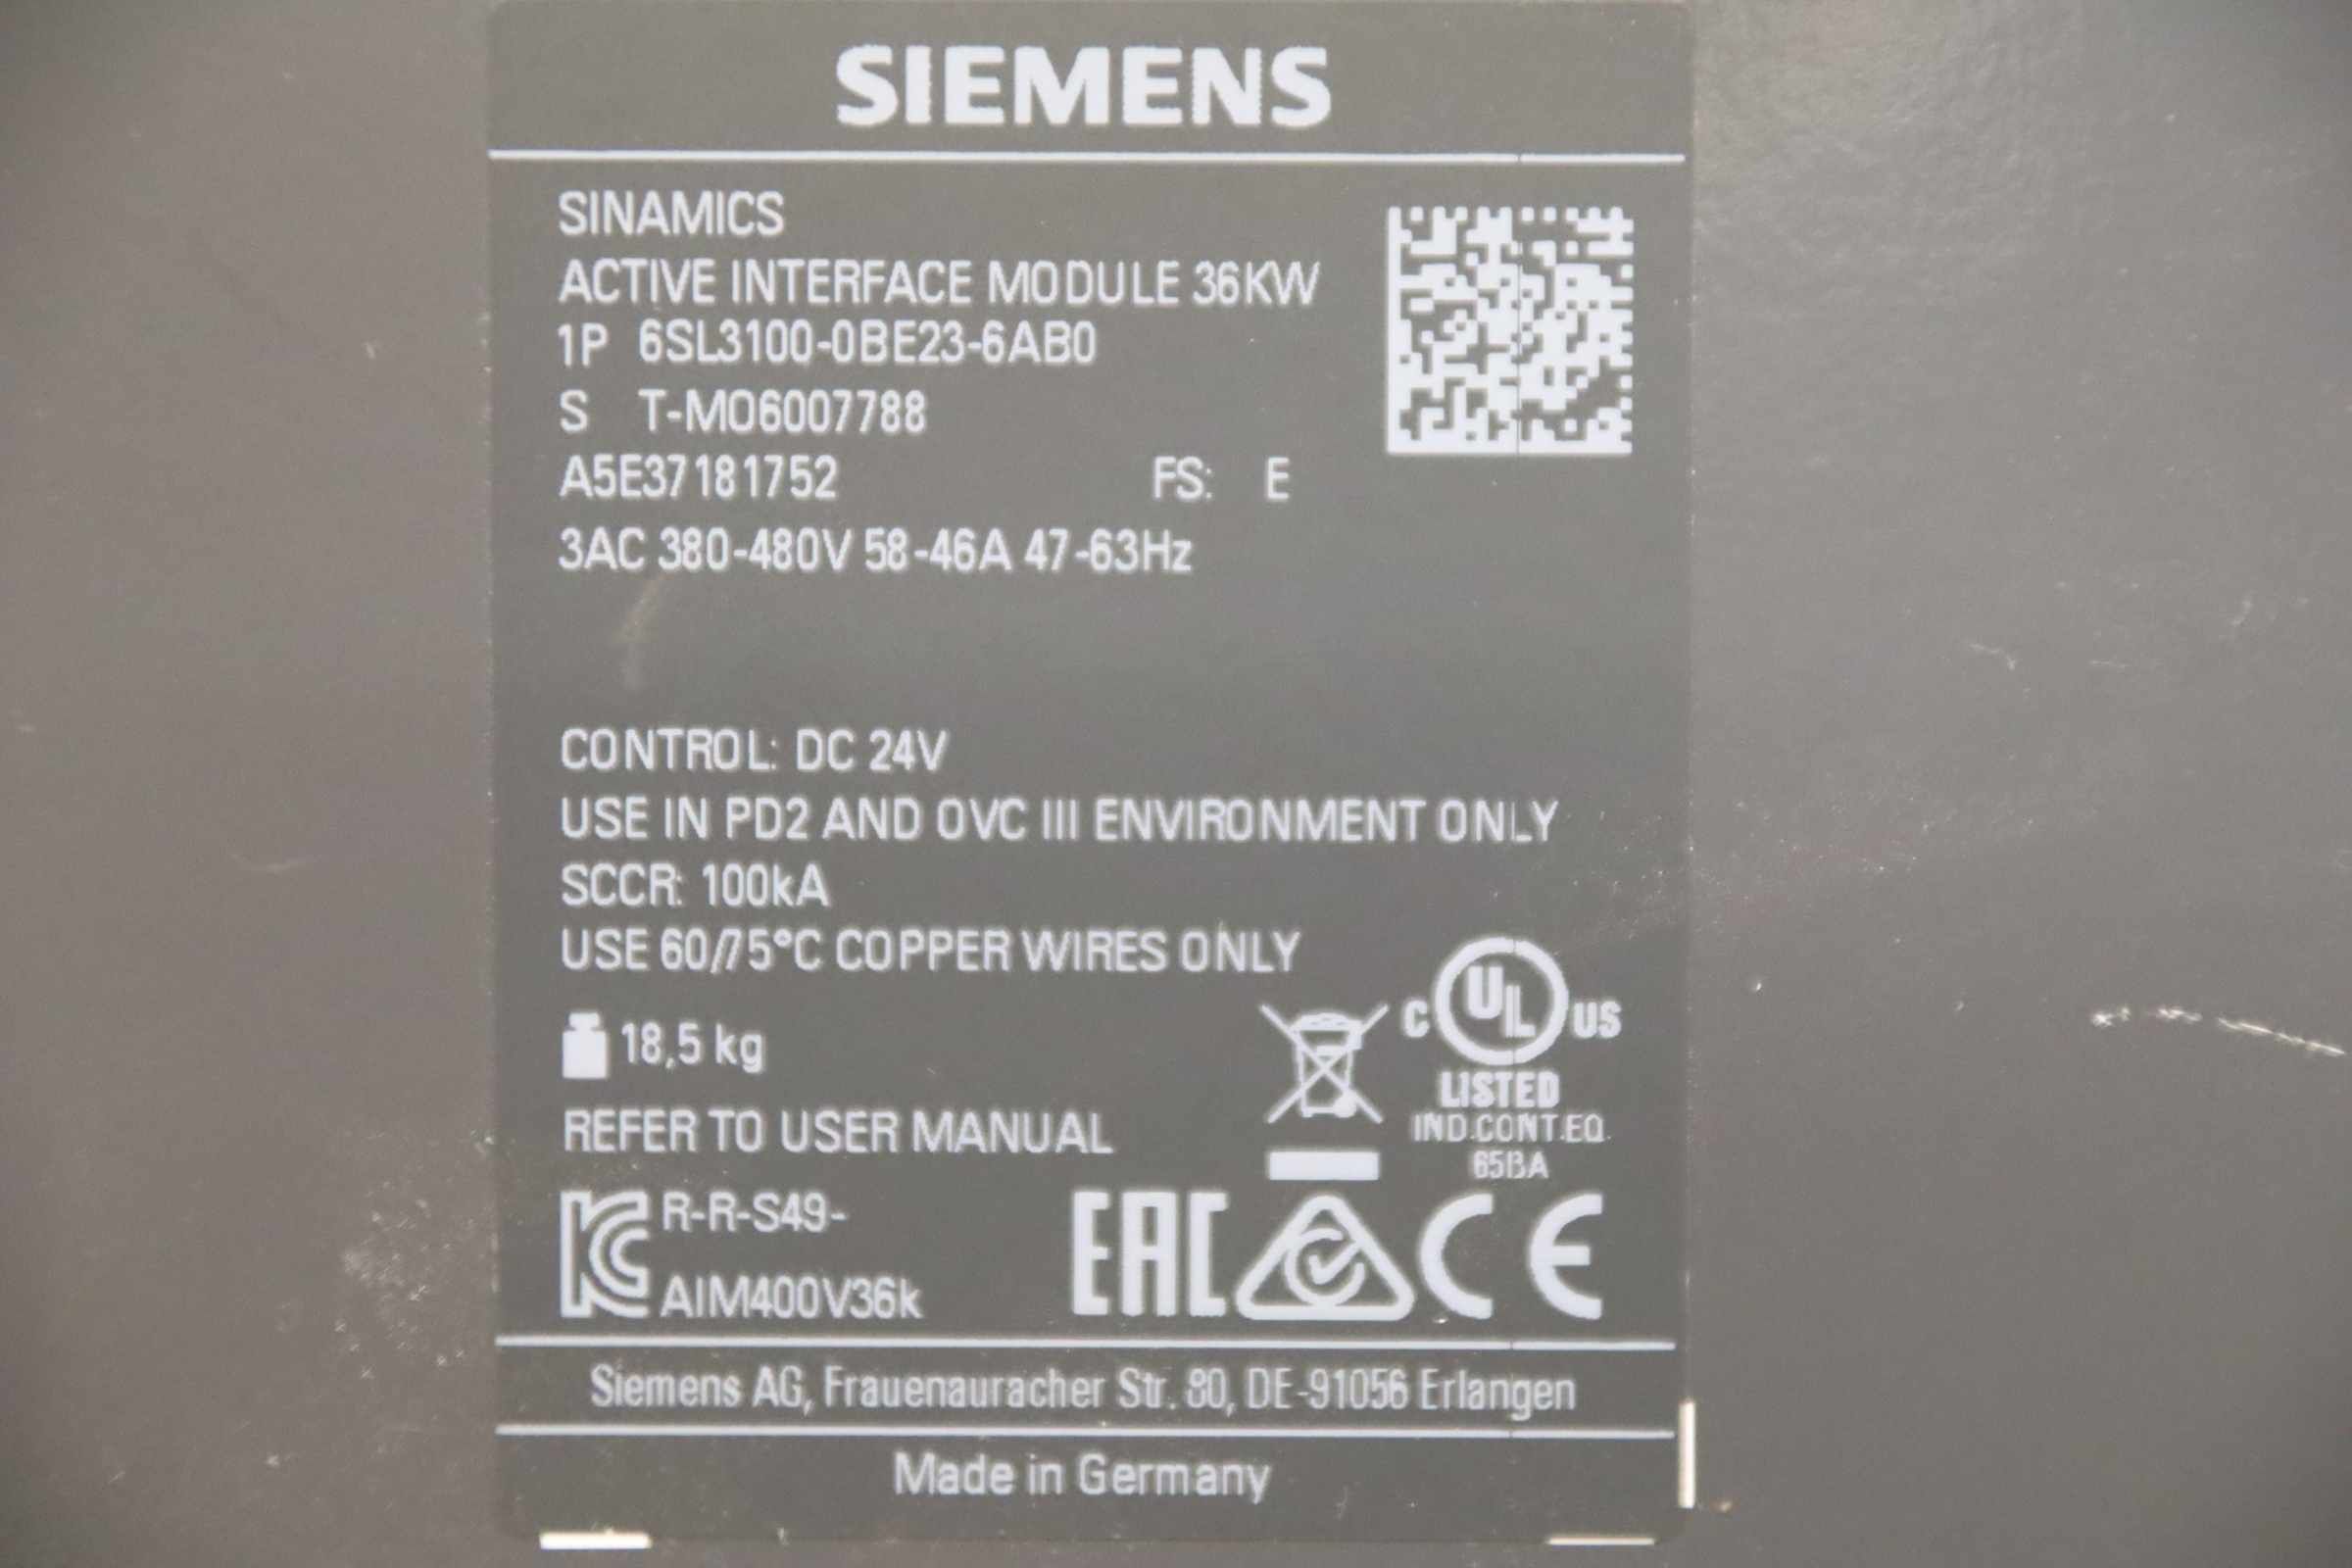 SIEMENS
SINAMICS
ACTIVE INTERFACE MODULE 36KW
1P 6SL3100-0BE23-6AB0
S T-MO6007788
A5E37181752 FS: E
3AC 380-480V 58-46A 47-63Hz
CONTROL: DC 24V
USE IN PD2 AND OVC III ENVIRONMENT ONLY
SCCR: 100kA
USE 60/75°C COPPER WIRES ONLY
18,5 kg
C UL US
LISTED
IND.CONT.EQ.
65BA
REFER TO USER MANUAL
KC R-R-S49-
AIM400V36k
EAC CE
Siemens AG, Frauenauracher Str. 80, DE-91056 Erlangen
Made in Germany